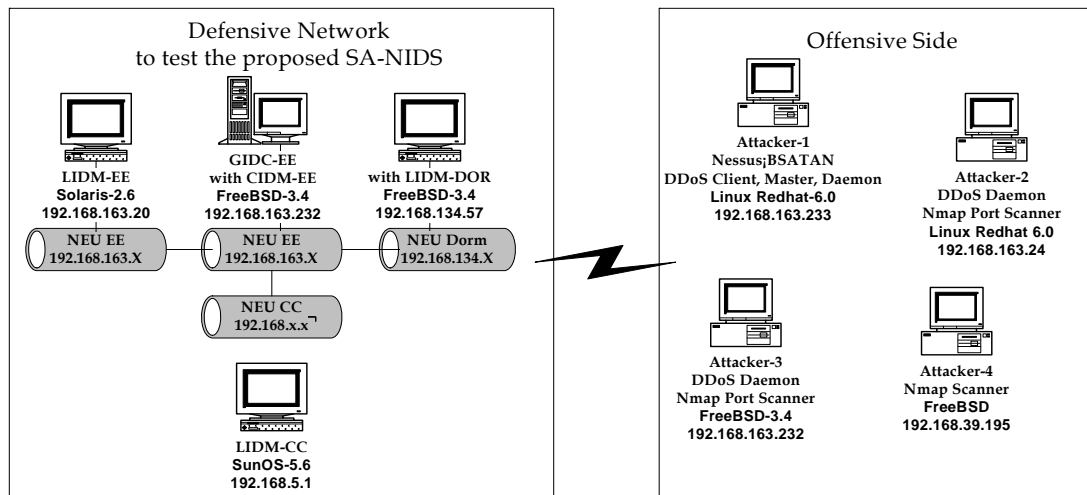 Defensive Network
to test the proposed SA-NIDS
LIDM-EE
Solaris-2.6
192.168.163.20
GIDC-EE
with CIDM-EE
FreeBSD-3.4
192.168.163.232
with LIDM-DOR
FreeBSD-3.4
192.168.134.57
NEU EE
192.168.163.X
NEU EE
192.168.163.X
NEU Dorm
192.168.134.X
NEU CC
192.168.x.x¬
LIDM-CC
SunOS-5.6
192.168.5.1
Offensive Side
Attacker-1
Nessus¡BSATAN
DDoS Client, Master, Daemon
Linux Redhat-6.0
192.168.163.233
Attacker-2
DDoS Daemon
Nmap Port Scanner
Linux Redhat 6.0
192.168.163.24
Attacker-3
DDoS Daemon
Nmap Port Scanner
FreeBSD-3.4
192.168.163.232
Attacker-4
Nmap Scanner
FreeBSD
192.168.39.195